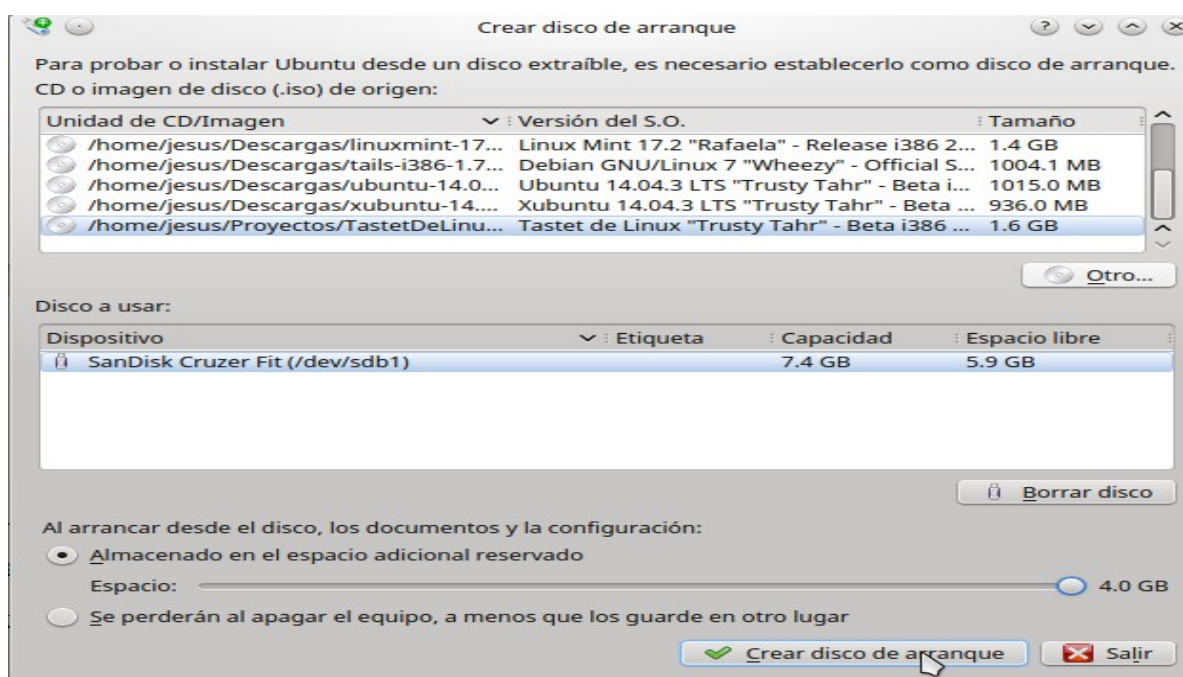 Crear disco de arranque
Para probar o instalar Ubuntu desde un disco extraíble, es necesario establecerlo como disco de arranque.
CD o imagen de disco (.iso) de origen:
Unidad de CD/Imagen Versión del S.O. Tamaño
/home/jesus/Descargas/linuxmint-17... Linux Mint 17.2 "Rafaela" - Release i386 2... 1.4 GB
/home/jesus/Descargas/tails-i386-1.7... Debian GNU/Linux 7 "Wheezy" - Official S... 1004.1 MB
/home/jesus/Descargas/ubuntu-14.0... Ubuntu 14.04.3 LTS "Trusty Tahr" - Beta i... 1015.0 MB
/home/jesus/Descargas/xubuntu-14.... Xubuntu 14.04.3 LTS "Trusty Tahr" - Beta ... 936.0 MB
/home/jesus/Proyectos/TastetDeLinu... Tastet de Linux "Trusty Tahr" - Beta i386 ... 1.6 GB
Otro...
Disco a usar:
Dispositivo Etiqueta Capacidad Espacio libre
SanDisk Cruzer Fit (/dev/sdb1) 7.4 GB 5.9 GB
Borrar disco
Al arrancar desde el disco, los documentos y la configuración:
Almacenado en el espacio adicional reservado
Espacio: 4.0 GB
Se perderán al apagar el equipo, a menos que los guarde en otro lugar
Crear disco de arranque Salir